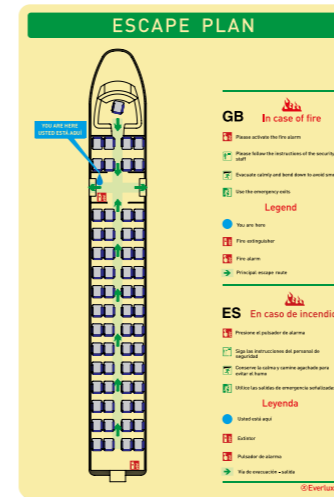 ESCAPE PLAN
YOU ARE HERE
USTED ESTÁ AQUÍ
GB In case of fire
Please activate the fire alarm
Please follow the instructions of the security
staff
Evacuate calmly and bend down to avoid smo
Use the emergency exits
Legend
You are here
Fire extinguisher
Fire alarm
Principal escape route
ES En caso de incendio
Presione el pulsador de alarma
Siga las instrucciones del personal de
seguridad
Conserve la calma y camine agachado para
evitar el humo
Utilice las salidas de emergencia señalizadas
Leyenda
Usted está aquí
Extintor
Pulsador de alarma
Vía de evacuación - salida
Everlux